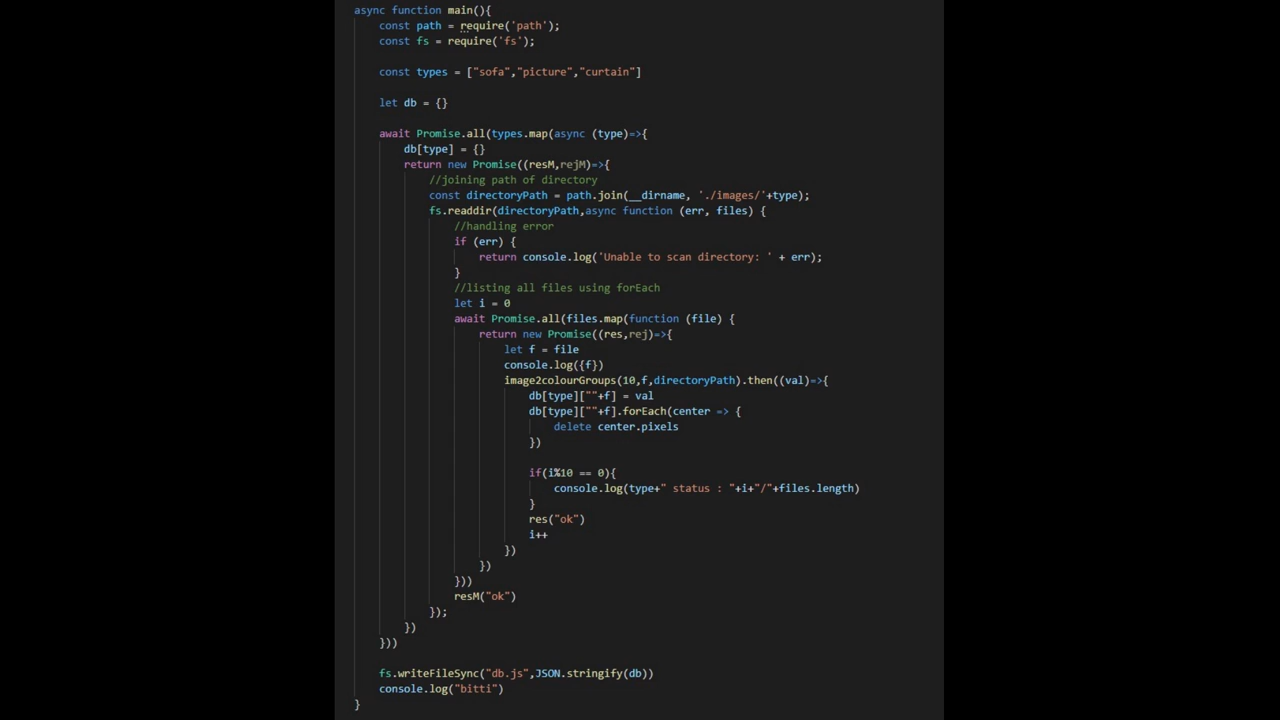 async function main(){
const path = require('path');
const fs = require('fs');
const types = ["sofa","picture","curtain"]
let db = {}
await Promise.all(types.map(async (type)=>{
db[type] = {}
return new Promise((resM,rejM)=>{
//joining path of directory
const directoryPath = path.join(__dirname, './images/'+type);
fs.readdir(directoryPath,async function (err, files) {
//handling error
if (err) {
return console.log('Unable to scan directory: ' + err);
}
//listing all files using forEach
let i = 0
await Promise.all(files.map(function (file) {
return new Promise((res,rej)=>{
let f = file
console.log({f})
image2colourGroups(10,f,directoryPath).then((val)=>{
db[type][""+f] = val
db[type][""+f].forEach(center => {
delete center.pixels
})
if(i%10 == 0){
console.log(type+" status : "+i+"/"+files.length)
}
res("ok")
i++
})
})
}))
resM("ok")
});
})
}))
fs.writeFileSync("db.js",JSON.stringify(db))
console.log("bitti")
}